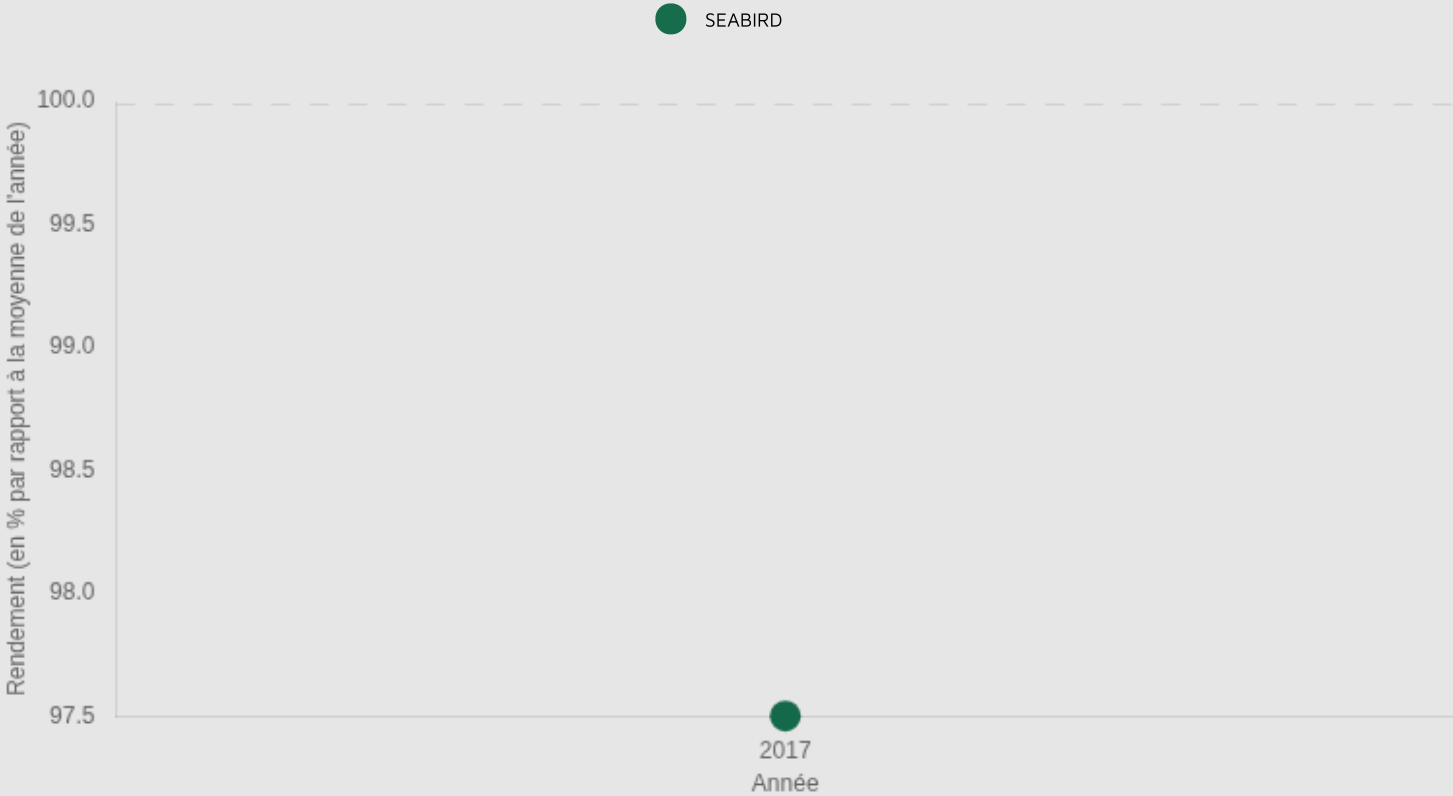 SEABIRD
100.0
99.5
99.0
98.5
98.0
97.5
Rendement (en % par rapport à la moyenne de l'année)
2017
Année